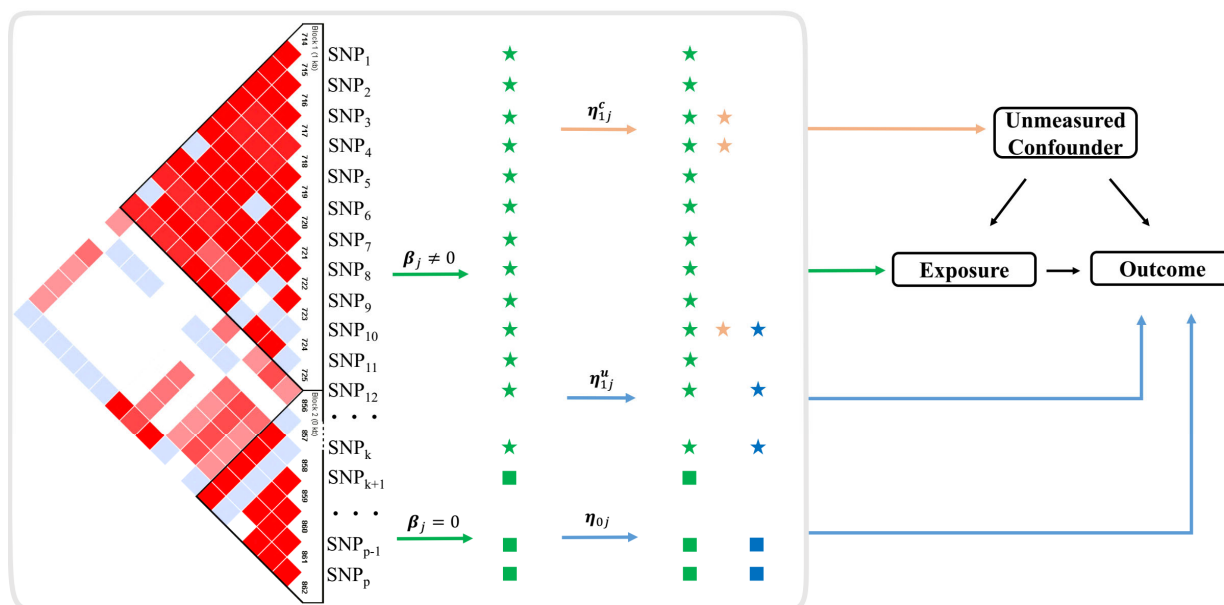 Block 1 (1 kb)
714
715
716
717
718
719
720
721
722
723
724
725
Block 2 (0 kb)
856
857
858
859
860
861
862
SNP₁
SNP₂
SNP₃
SNP₄
SNP₅
SNP₆
SNP₇
SNP₈
SNP₉
SNP₁₀
SNP₁₁
SNP₁₂
· · ·
SNPₖ
SNPₖ₊₁
· · ·
SNPₚ₋₁
SNPₚ
βⱼ ≠ 0
βⱼ = 0
η₁ⱼᶜ
η₁ⱼᵘ
η₀ⱼ
Unmeasured
Confounder
Exposure
Outcome